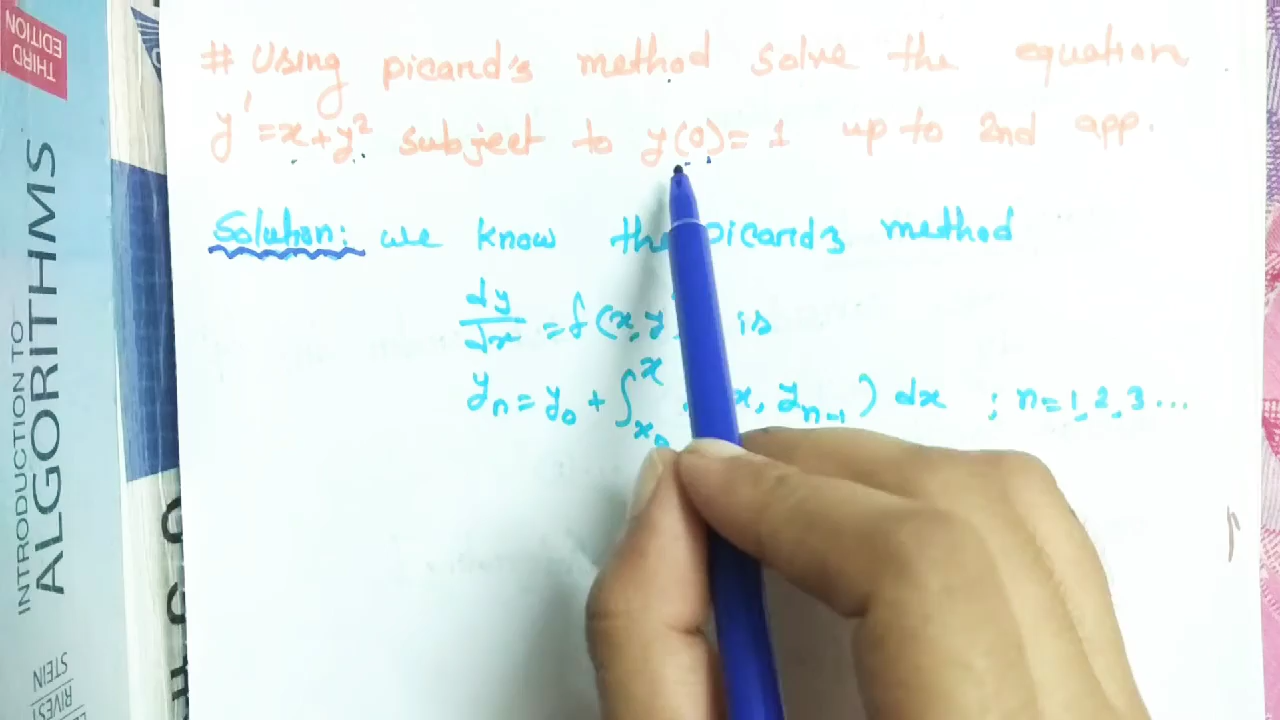 # Using picard's method solve the equation
y' = x+y² subject to y(0) = 1 up to 2nd app.
Solution: we know the picard's method
dy/dx = f(x, y is
yₙ = y₀ + ∫ₓ₀ˣ x, yₙ₋₁) dx ; n=1, 2, 3 ...
THIRD EDITION
INTRODUCTION TO
ALGORITHMS
STEIN
RIVEST